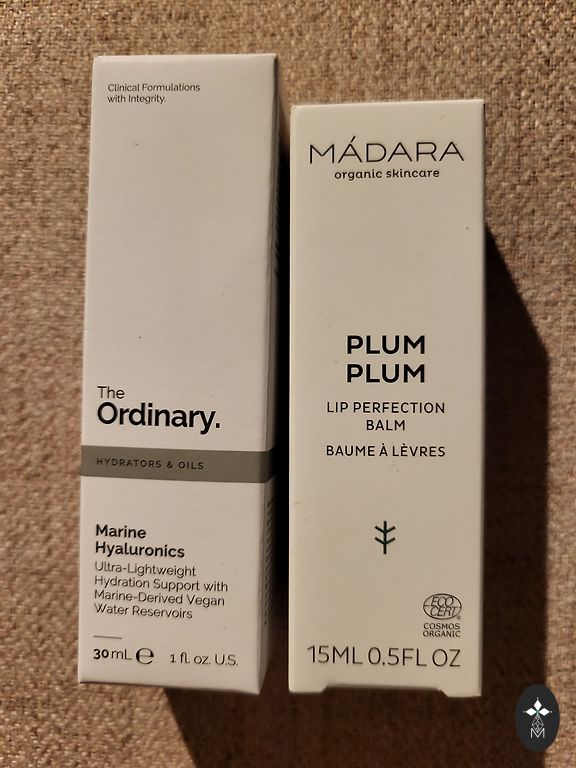 Clinical Formulations
with Integrity.
The
Ordinary.
HYDRATORS & OILS
Marine
Hyaluronics
Ultra-Lightweight
Hydration Support with
Marine-Derived Vegan
Water Reservoirs
30 mL ℮ 1 fl. oz. U.S.
MÁDARA
organic skincare
PLUM
PLUM
LIP PERFECTION
BALM
BAUME À LÈVRES
ECO
CERT
COSMOS
ORGANIC
15ML 0.5FL OZ
M